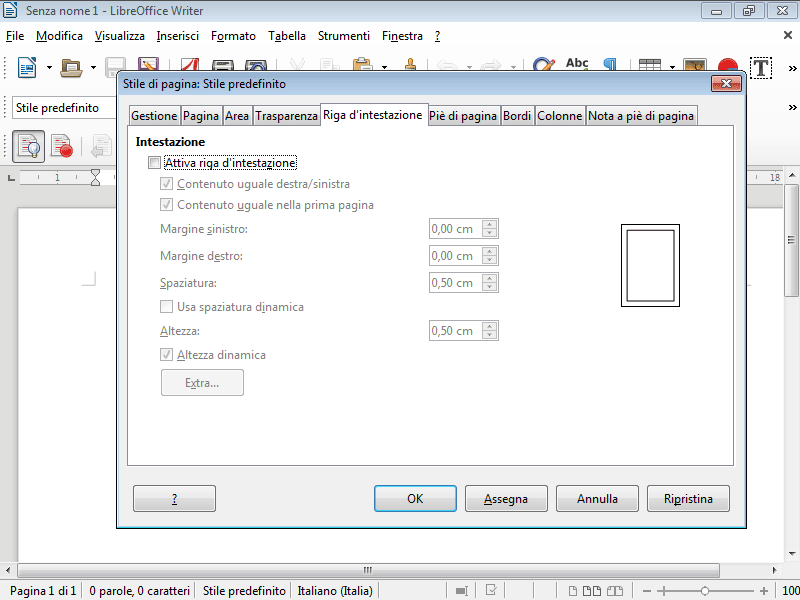 Senza nome 1 - LibreOffice Writer
File Modifica Visualizza Inserisci Formato Tabella Strumenti Finestra ?
Abc T
Stile predefinito
Stile di pagina: Stile predefinito
Gestione Pagina Area Trasparenza Riga d'intestazione Piè di pagina Bordi Colonne Nota a piè di pagina
Intestazione
Attiva riga d'intestazione
1 18
Contenuto uguale destra/sinistra
Contenuto uguale nella prima pagina
Margine sinistro: 0,00 cm
Margine destro: 0,00 cm
Spaziatura: 0,50 cm
Usa spaziatura dinamica
Altezza: 0,50 cm
Altezza dinamica
Extra...
? OK Assegna Annulla Ripristina
Pagina 1 di 1 0 parole, 0 caratteri Stile predefinito Italiano (Italia) 100